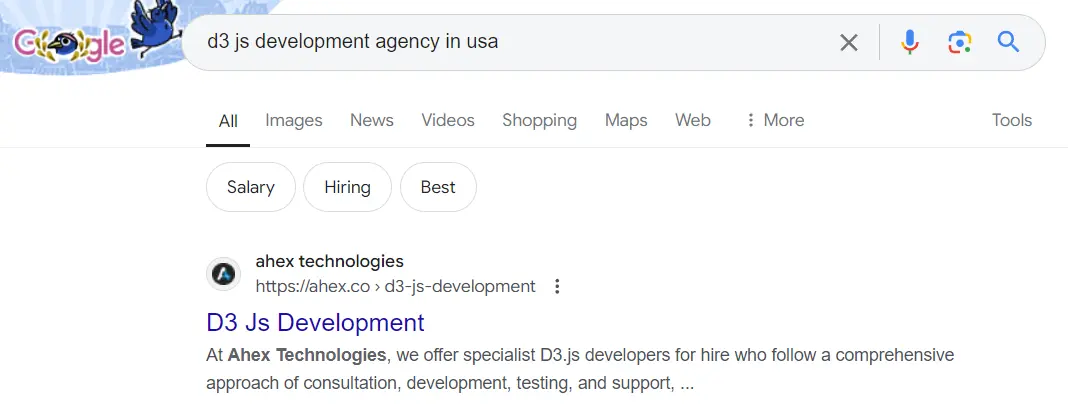 Google
d3 js development agency in usa
All Images News Videos Shopping Maps Web More Tools
Salary Hiring Best
ahex technologies
https://ahex.co › d3-js-development
D3 Js Development
At Ahex Technologies, we offer specialist D3.js developers for hire who follow a comprehensive
approach of consultation, development, testing, and support, ...